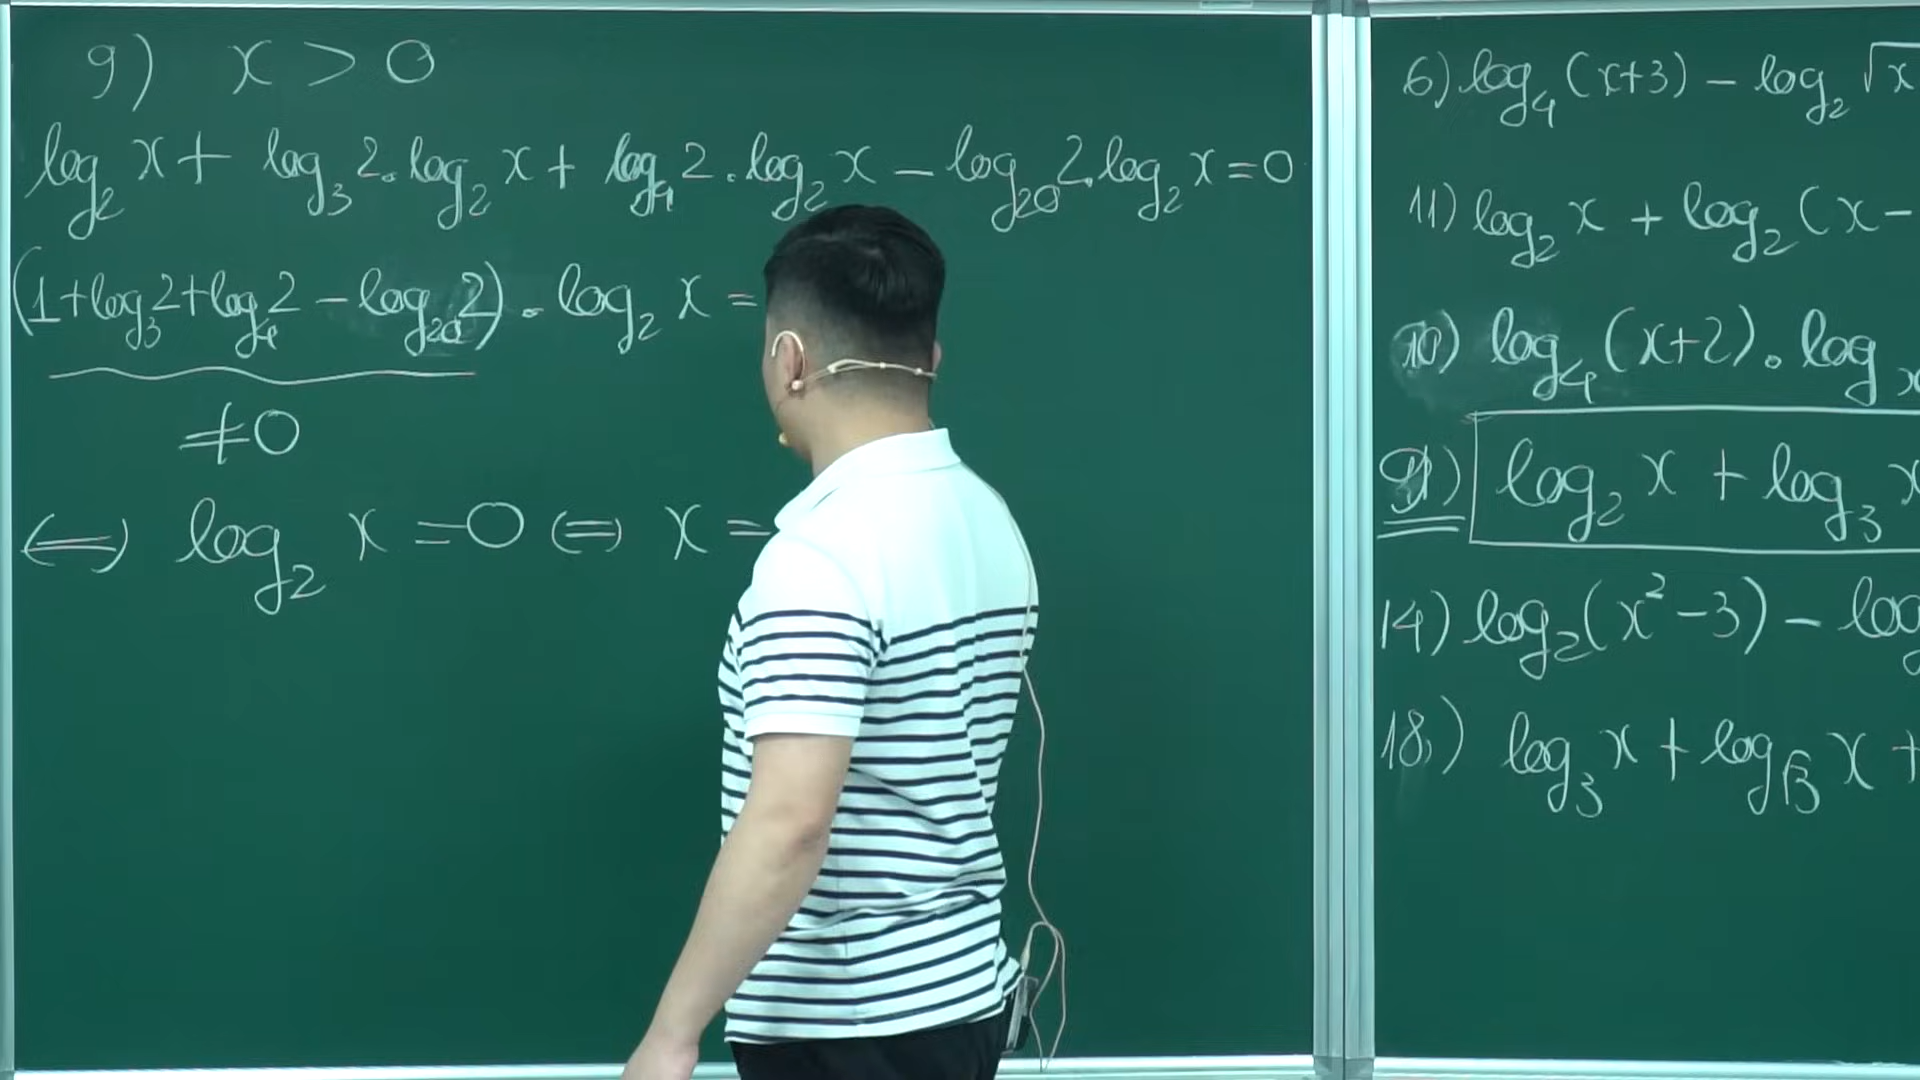 9) x > 0
log₂ x + log₃ 2 . log₂ x + log₄ 2 . log₂ x − log₂₀ 2 . log₂ x = 0
(1 + log₃ 2 + log₄ 2 − log₂₀ 2) . log₂ x =
≠ 0
⇔ log₂ x = 0 ⇔ x =
6) log₄ (x+3) − log₂ √x
11) log₂ x + log₂ (x −
10) log₄ (x+2) . log x
9) log₂ x + log₃ x
14) log₂ (x² − 3) − log
18) log₃ x + log_√3 x +